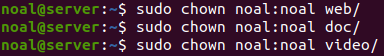 noal@server:~$ sudo chown noal:noal web/
noal@server:~$ sudo chown noal:noal doc/
noal@server:~$ sudo chown noal:noal video/